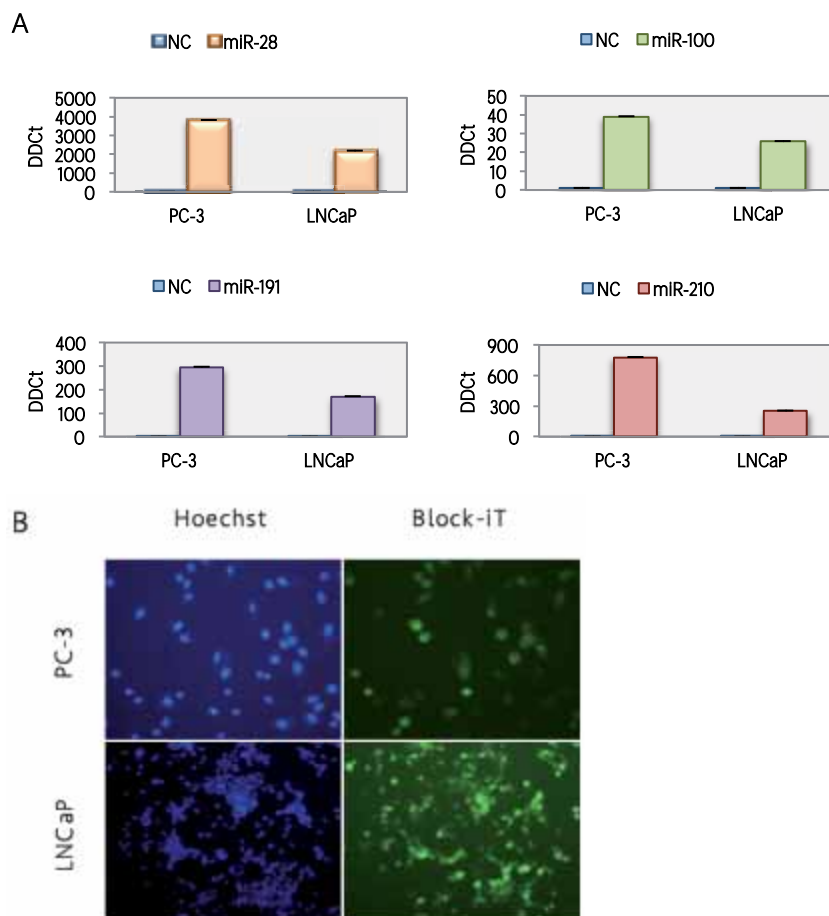 A
NC miR-28
NC miR-100
5000
4000
3000
2000
1000
0
DDCt
PC-3 LNCaP
50
40
30
20
10
0
DDCt
PC-3 LNCaP
NC miR-191
NC miR-210
400
300
200
100
0
DDCt
PC-3 LNCaP
900
600
300
0
DDCt
PC-3 LNCaP
B
Hoechst Block-iT
PC-3
LNCaP